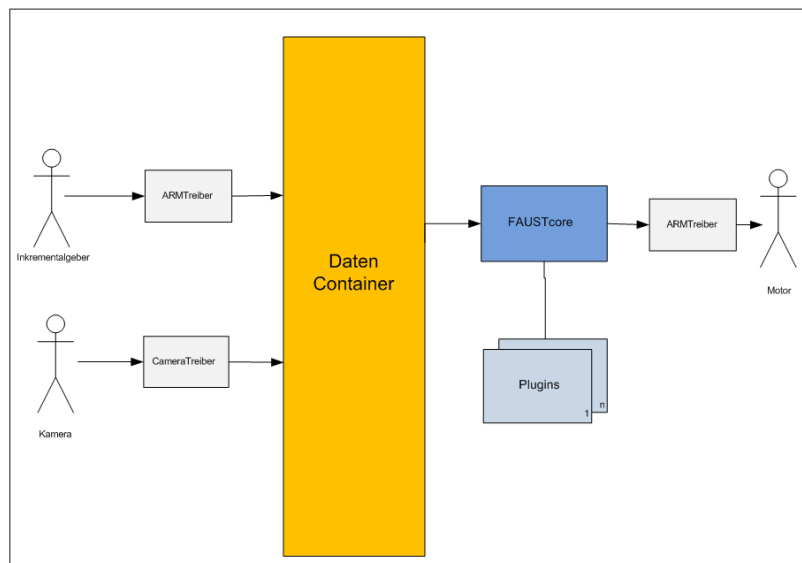 ARMTreiber
Inkrementalgeber
CameraTreiber
Kamera
Daten
Container
FAUSTcore
ARMTreiber
Motor
Plugins
1
n